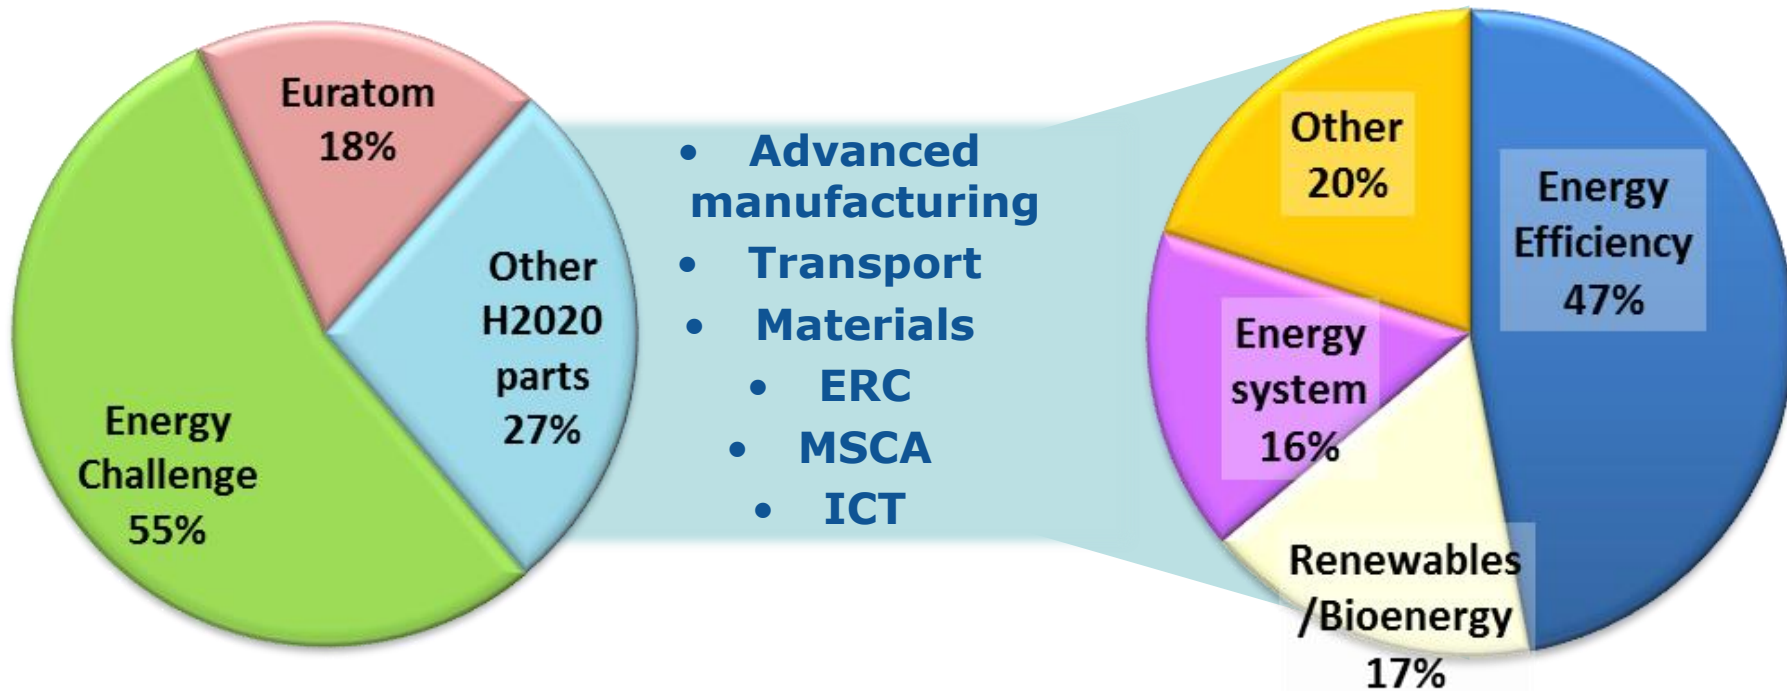 Euratom
18%
Other
H2020
parts
27%
Energy
Challenge
55%
• Advanced
manufacturing
• Transport
• Materials
• ERC
• MSCA
• ICT
Other
20%
Energy
Efficiency
47%
Energy
system
16%
Renewables
/Bioenergy
17%